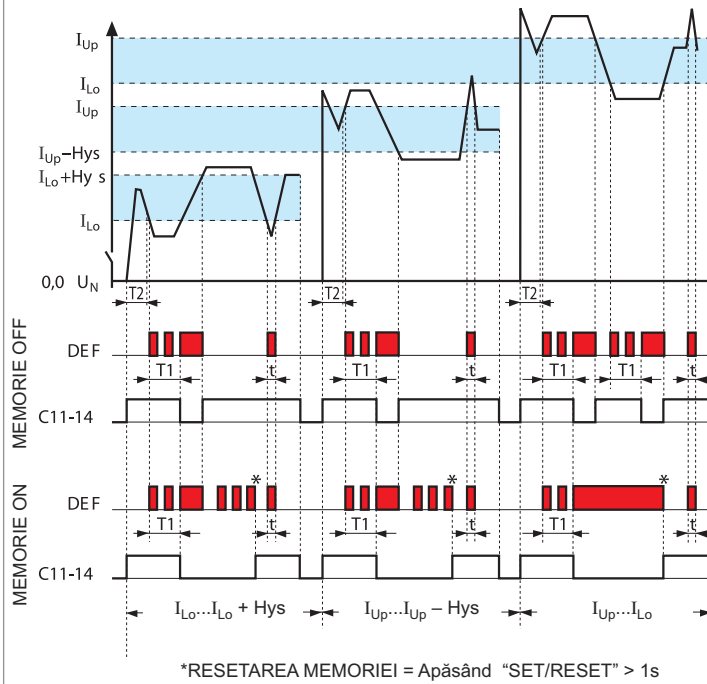 I_Up
I_Lo
I_Up
I_Up–Hys
I_Lo+Hy s
I_Lo
0,0 U_N
T2 T2 T2
MEMORIE OFF
DEF
T1 t T1 t T1 T1 t
C11-14
MEMORIE ON
DEF
* * *
T1 t T1 t T1 t
C11-14
I_Lo...I_Lo + Hys I_Up...I_Up – Hys I_Up...I_Lo
*RESETAREA MEMORIEI = Apăsând “SET/RESET” > 1s